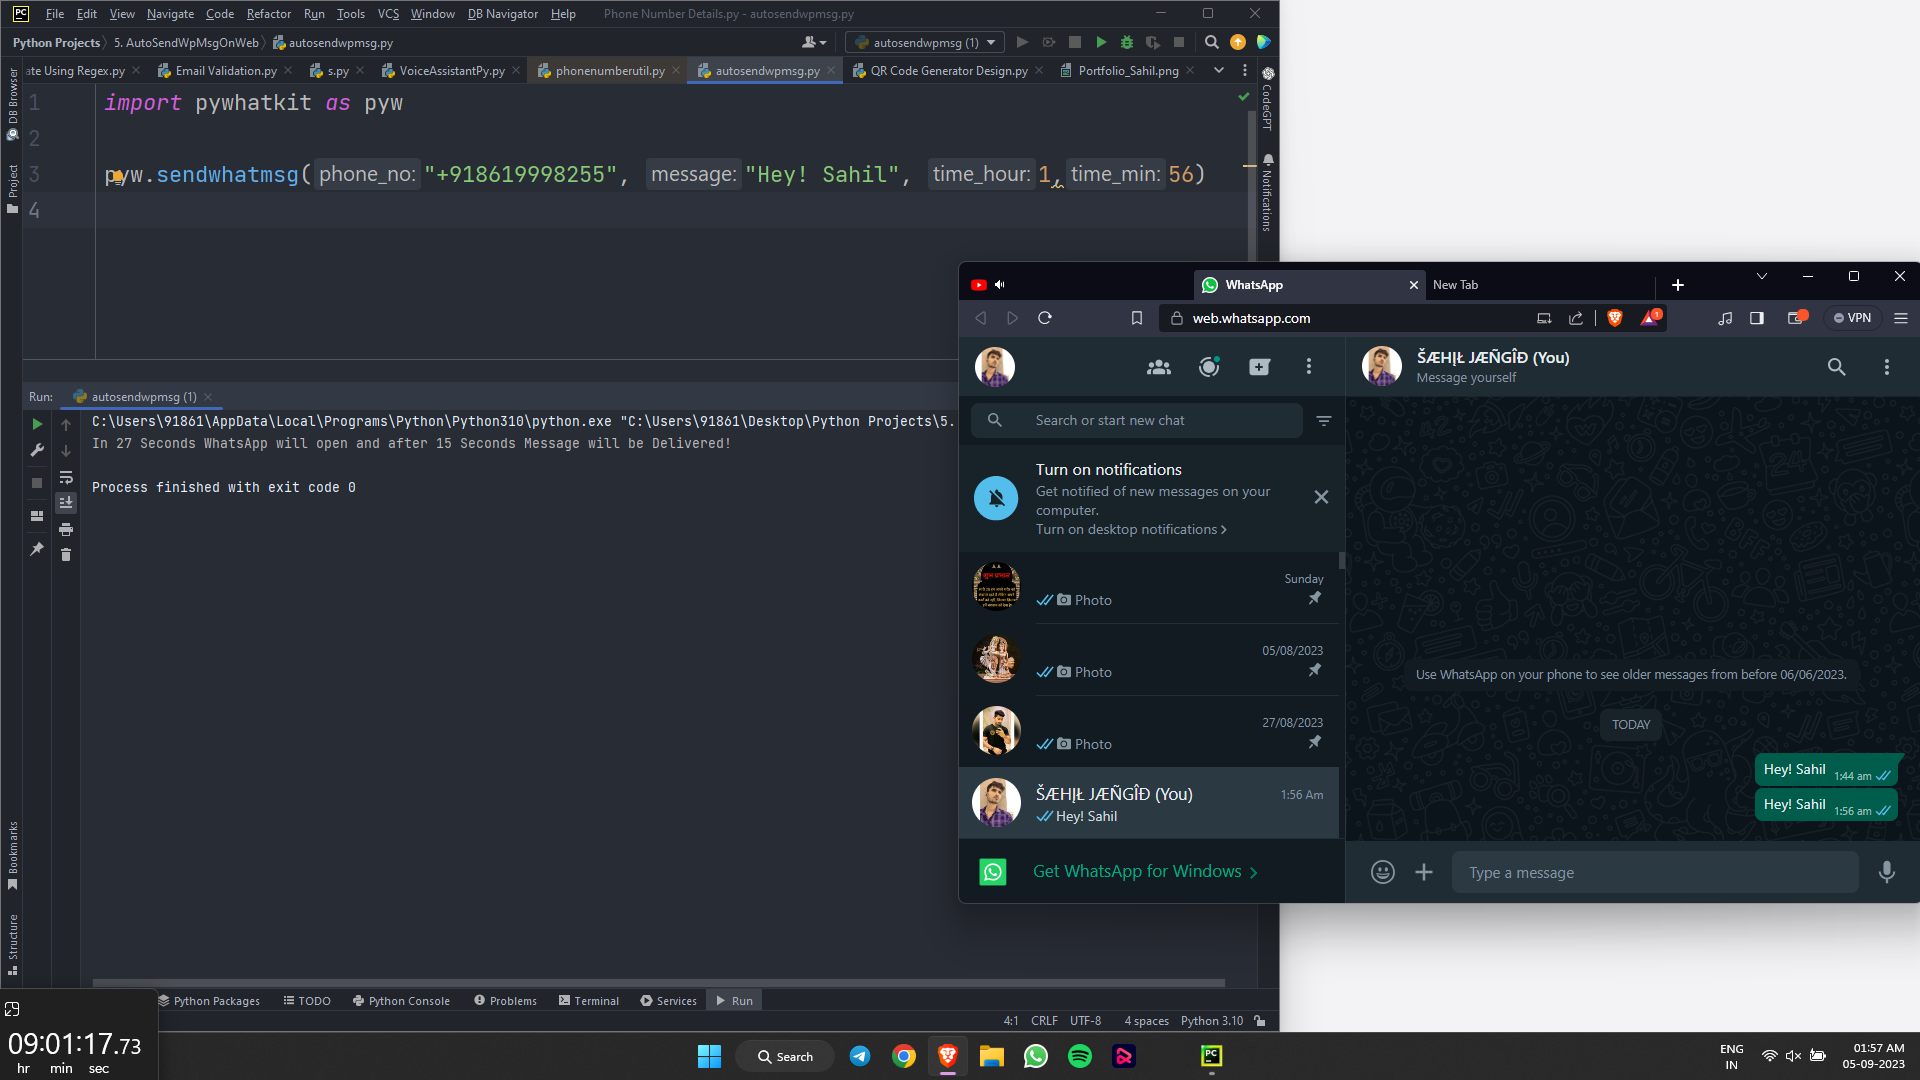 File Edit View Navigate Code Refactor Run Tools VCS Window DB Navigator Help Phone Number Details.py - autosendwpmsg.py
Python Projects 5. AutoSendWpMsgOnWeb autosendwpmsg.py autosendwpmsg (1)
ate Using Regex.py Email Validation.py s.py VoiceAssistantPy.py phonenumberutil.py autosendwpmsg.py QR Code Generator Design.py Portfolio_Sahil.png
DB Browser
Project
CodeGPT
Notifications
1 import pywhatkit as pyw
2
3 pyw.sendwhatmsg( phone_no: "+918619998255", message: "Hey! Sahil", time_hour: 1, time_min: 56)
4
Run: autosendwpmsg (1)
C:\Users\91861\AppData\Local\Programs\Python\Python310\python.exe "C:\Users\91861\Desktop\Python Projects\5.
In 27 Seconds WhatsApp will open and after 15 Seconds Message will be Delivered!
Process finished with exit code 0
Bookmarks
Structure
WhatsApp New Tab
web.whatsapp.com 1 VPN
ŠÆHĮŁ JÆÑGÎĐ (You)
Message yourself
Search or start new chat
Turn on notifications
Get notified of new messages on your
computer.
Turn on desktop notifications
Sunday
Photo
05/08/2023
Photo
27/08/2023
Photo
ŠÆHĮŁ JÆÑGÎĐ (You) 1:56 Am
Hey! Sahil
Get WhatsApp for Windows
Use WhatsApp on your phone to see older messages from before 06/06/2023.
TODAY
Hey! Sahil 1:44 am
Hey! Sahil 1:56 am
Type a message
Python Packages TODO Python Console Problems Terminal Services Run
4:1 CRLF UTF-8 4 spaces Python 3.10
09:01:17.73
hr min sec
Search
PC
ENG
IN
01:57 AM
05-09-2023